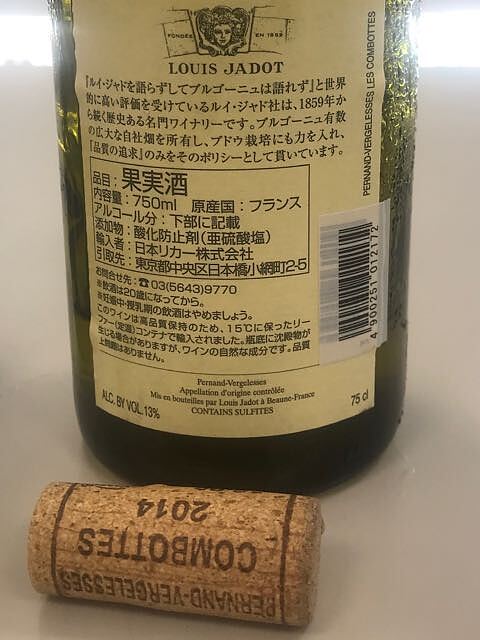 FONDÉE EN 1859
LOUIS JADOT
『ルイ・ジャドを語らずしてブルゴーニュは語れず』と世界
的に高い評価を受けているルイ・ジャド社は、1859年か
ら続く歴史ある名門ワイナリーです。ブルゴーニュ有数
の広大な自社畑を所有し、ブドウ栽培にも力を入れ、
「品質の追求」のみをそのポリシーとして貫いています。
品名：果実酒
内容量：750ml 原産国：フランス
アルコール分：下部に記載
添加物：酸化防止剤（亜硫酸塩）
輸入者：日本リカー株式会社
引取先：東京都中央区日本橋小網町2-5
お問合せ先：☎03(5643)9770
※飲酒は20歳になってから。
※妊娠中・授乳期の飲酒はやめましょう。
このワインは高品質保持のため、15℃に保ったリー
ファー(定温)コンテナで輸入されました。瓶底に沈殿物が
生じる場合がありますが、ワインの自然な成分です。品質
上問題はありません。
Pernand-Vergelesses
Appellation d'origine contrôlée
Mis en bouteilles par Louis Jadot à Beaune-France
CONTAINS SULFITES
ALC. BY VOL.13%
75 cl
PERNAND-VERGELESSES LES COMBOTTES
4 900251 012172
PERNAND-VERGELESSES
COMBOTTES
2014